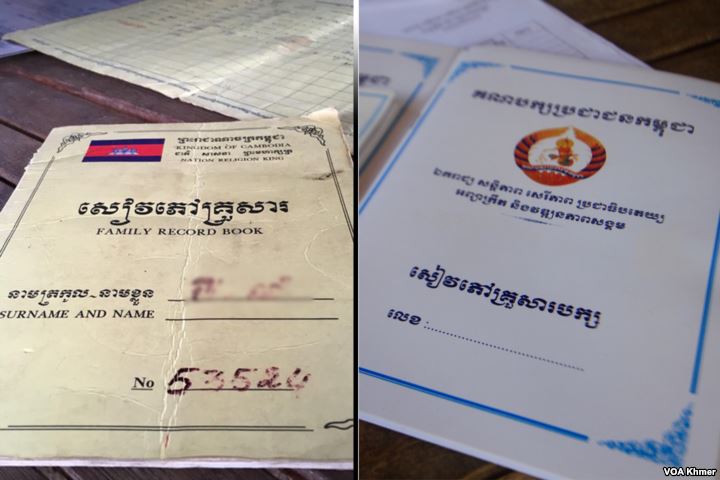 ព្រះរាជាណាចក្រកម្ពុជា
KINGDOM OF CAMBODIA
ជាតិ សាសនា ព្រះមហាក្សត្រ
NATION RELIGION KING
សៀវភៅគ្រួសារ
FAMILY RECORD BOOK
នាមត្រកូល-នាមខ្លួន
SURNAME AND NAME
No 53524
គណបក្សប្រជាជនកម្ពុជា
ឯករាជ្យ សន្តិភាព សេរីភាព ប្រជាធិបតេយ្យ
អព្យាក្រឹត និងវឌ្ឍនភាពសង្គម
សៀវភៅគ្រួសារបក្ស
លេខ :
VOA Khmer